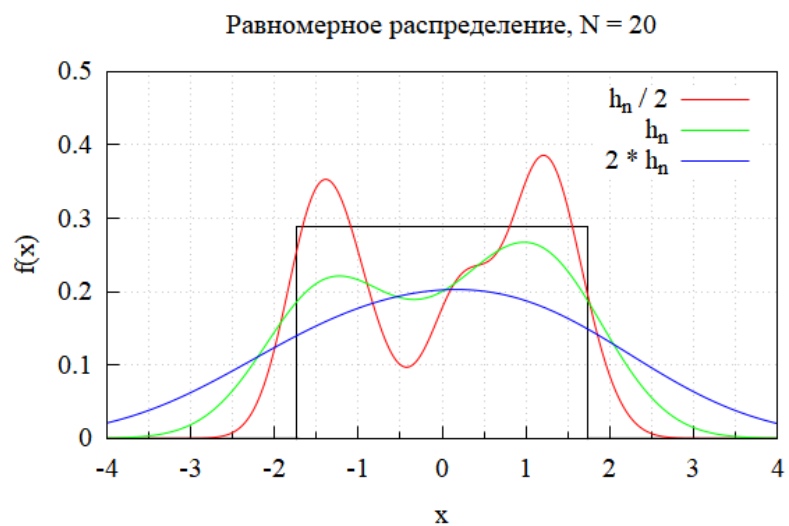 Равномерное распределение, N = 20
0.5
0.4
0.3
0.2
0.1
0
f(x)
hₙ / 2
hₙ
2 * hₙ
-4 -3 -2 -1 0 1 2 3 4
x